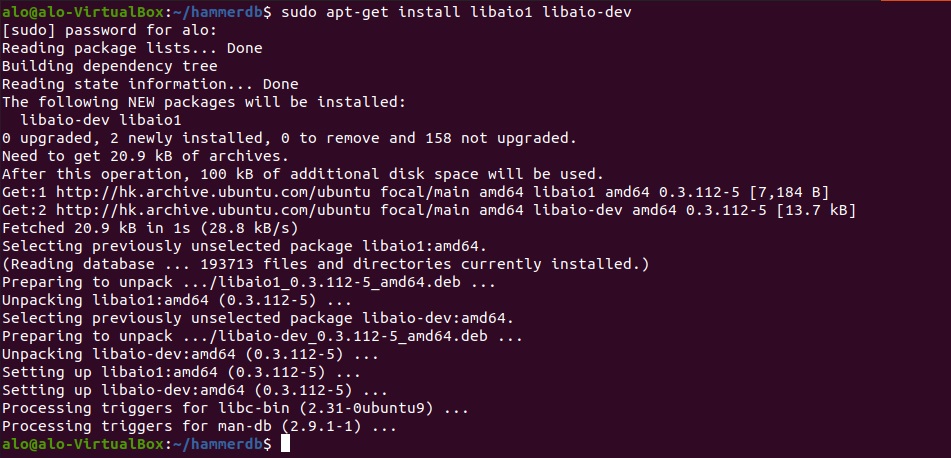 alo@alo-VirtualBox:~/hammerdb$ sudo apt-get install libaio1 libaio-dev
[sudo] password for alo:
Reading package lists... Done
Building dependency tree
Reading state information... Done
The following NEW packages will be installed:
  libaio-dev libaio1
0 upgraded, 2 newly installed, 0 to remove and 158 not upgraded.
Need to get 20.9 kB of archives.
After this operation, 100 kB of additional disk space will be used.
Get:1 http://hk.archive.ubuntu.com/ubuntu focal/main amd64 libaio1 amd64 0.3.112-5 [7,184 B]
Get:2 http://hk.archive.ubuntu.com/ubuntu focal/main amd64 libaio-dev amd64 0.3.112-5 [13.7 kB]
Fetched 20.9 kB in 1s (28.8 kB/s)
Selecting previously unselected package libaio1:amd64.
(Reading database ... 193713 files and directories currently installed.)
Preparing to unpack .../libaio1_0.3.112-5_amd64.deb ...
Unpacking libaio1:amd64 (0.3.112-5) ...
Selecting previously unselected package libaio-dev:amd64.
Preparing to unpack .../libaio-dev_0.3.112-5_amd64.deb ...
Unpacking libaio-dev:amd64 (0.3.112-5) ...
Setting up libaio1:amd64 (0.3.112-5) ...
Setting up libaio-dev:amd64 (0.3.112-5) ...
Processing triggers for libc-bin (2.31-0ubuntu9) ...
Processing triggers for man-db (2.9.1-1) ...
alo@alo-VirtualBox:~/hammerdb$